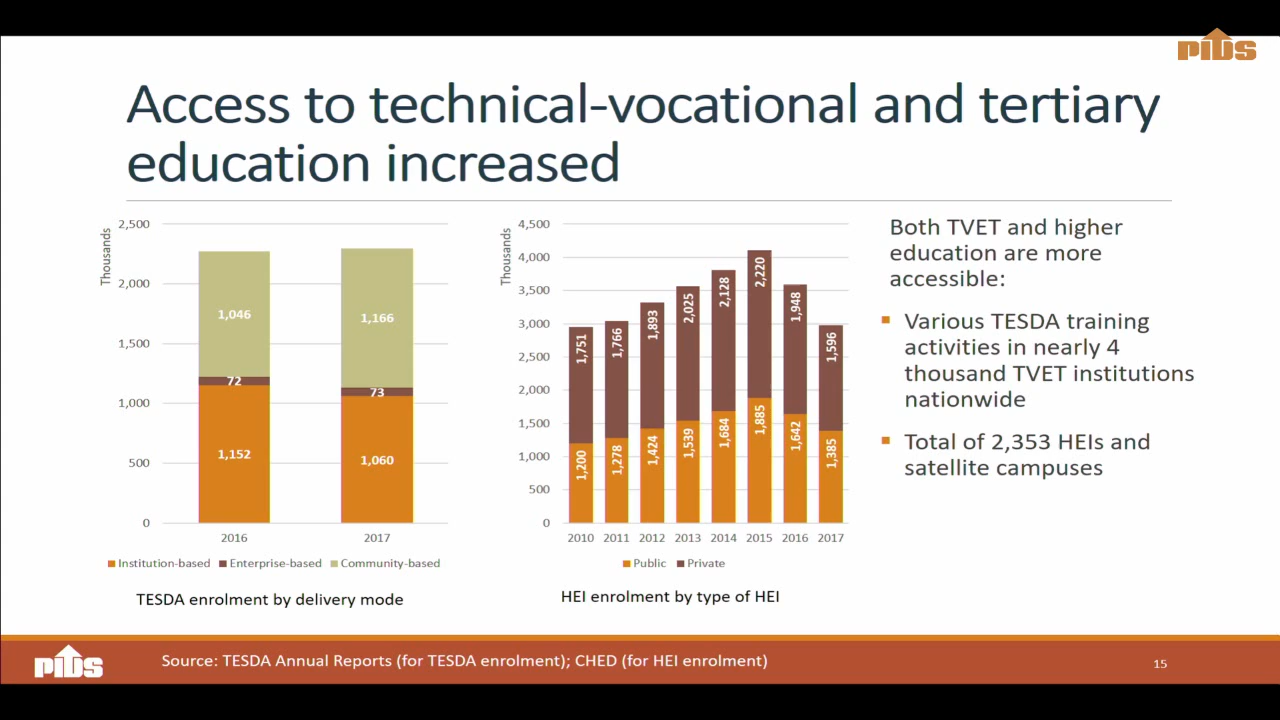 PIDS
Access to technical-vocational and tertiary
education increased
Thousands
2,500
2,000
1,500
1,000
500
0
1,046
72
1,152
1,166
73
1,060
2016
2017
Institution-based
Enterprise-based
Community-based
TESDA enrolment by delivery mode
Thousands
4,500
4,000
3,500
3,000
2,500
2,000
1,500
1,000
500
0
1,751
1,766
1,893
2,025
2,128
2,220
1,948
1,596
1,200
1,278
1,424
1,539
1,684
1,885
1,642
1,385
2010
2011
2012
2013
2014
2015
2016
2017
Public
Private
HEI enrolment by type of HEI
Both TVET and higher
education are more
accessible:
Various TESDA training
activities in nearly 4
thousand TVET institutions
nationwide
Total of 2,353 HEIs and
satellite campuses
PIDS
Source: TESDA Annual Reports (for TESDA enrolment); CHED (for HEI enrolment)
15